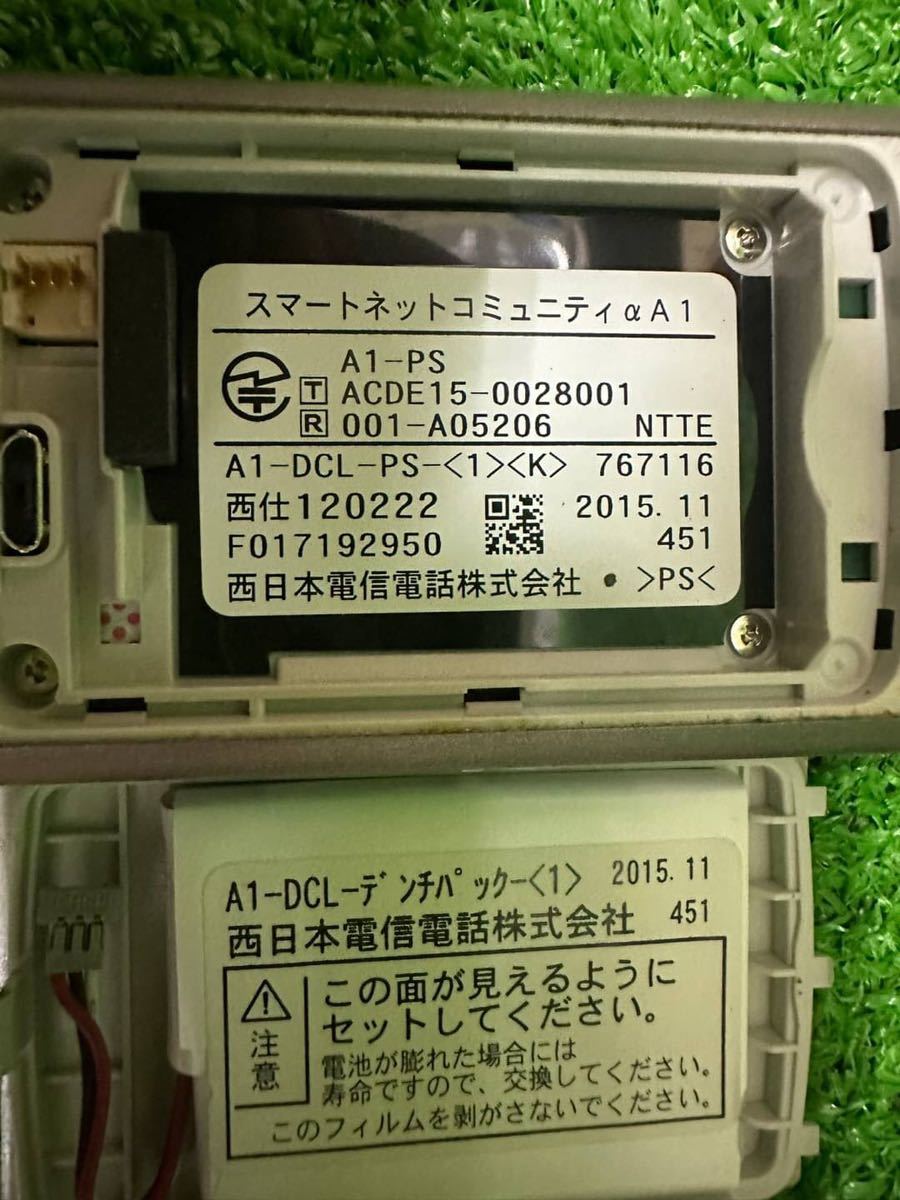 スマートネットコミュニティαA1
A1-PS
T ACDE15-0028001
R 001-A05206 NTTE
A1-DCL-PS-<1><K> 767116
西仕120222 2015.11
F017192950 451
西日本電信電話株式会社 >PS<
A1-DCL-デンチパック-<1> 2015.11
西日本電信電話株式会社 451
注意
この面が見えるように
セットしてください。
電池が膨れた場合には
寿命ですので、交換してください。
このフィルムを剥がさないでください。